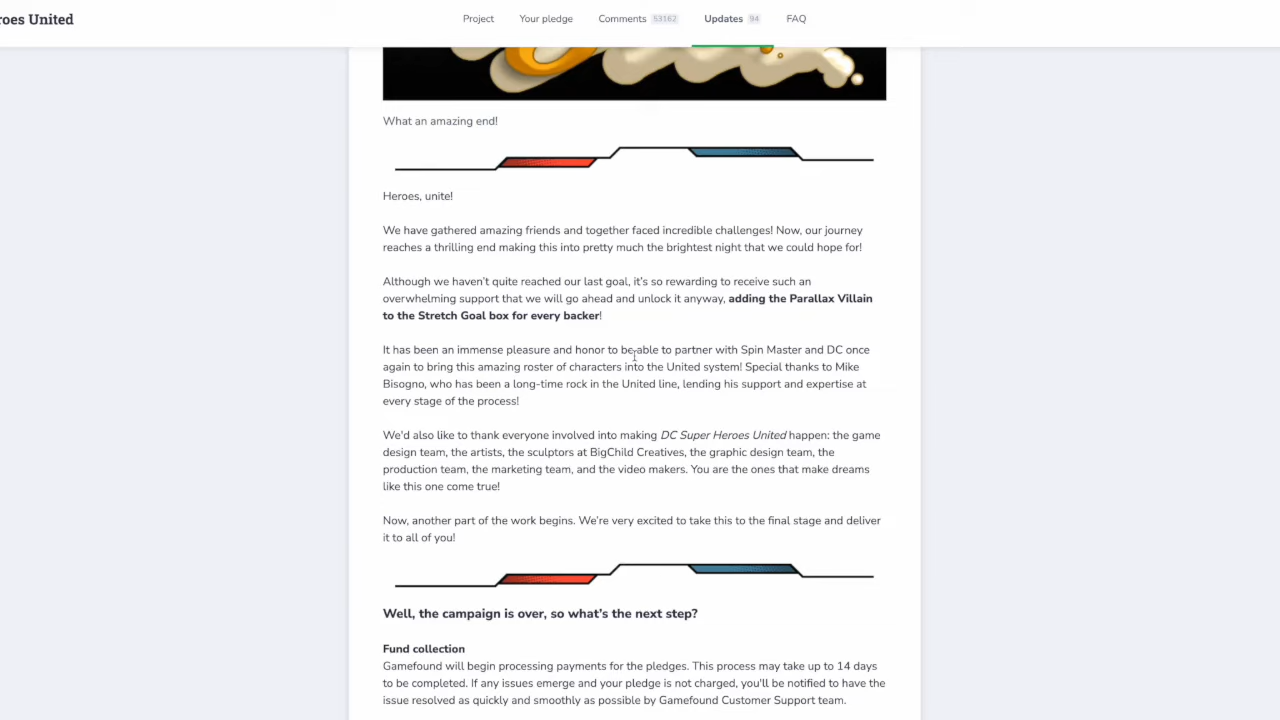 roes United
Project Your pledge Comments 53162 Updates 94 FAQ
What an amazing end!
Heroes, unite!
We have gathered amazing friends and together faced incredible challenges! Now, our journey
reaches a thrilling end making this into pretty much the brightest night that we could hope for!
Although we haven't quite reached our last goal, it's so rewarding to receive such an
overwhelming support that we will go ahead and unlock it anyway, adding the Parallax Villain
to the Stretch Goal box for every backer!
It has been an immense pleasure and honor to be able to partner with Spin Master and DC once
again to bring this amazing roster of characters into the United system! Special thanks to Mike
Bisogno, who has been a long-time rock in the United line, lending his support and expertise at
every stage of the process!
We'd also like to thank everyone involved into making DC Super Heroes United happen: the game
design team, the artists, the sculptors at BigChild Creatives, the graphic design team, the
production team, the marketing team, and the video makers. You are the ones that make dreams
like this one come true!
Now, another part of the work begins. We're very excited to take this to the final stage and deliver
it to all of you!
Well, the campaign is over, so what's the next step?
Fund collection
Gamefound will begin processing payments for the pledges. This process may take up to 14 days
to be completed. If any issues emerge and your pledge is not charged, you'll be notified to have the
issue resolved as quickly and smoothly as possible by Gamefound Customer Support team.